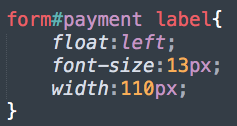 form#payment label{
    float:left;
    font-size:13px;
    width:110px;
}